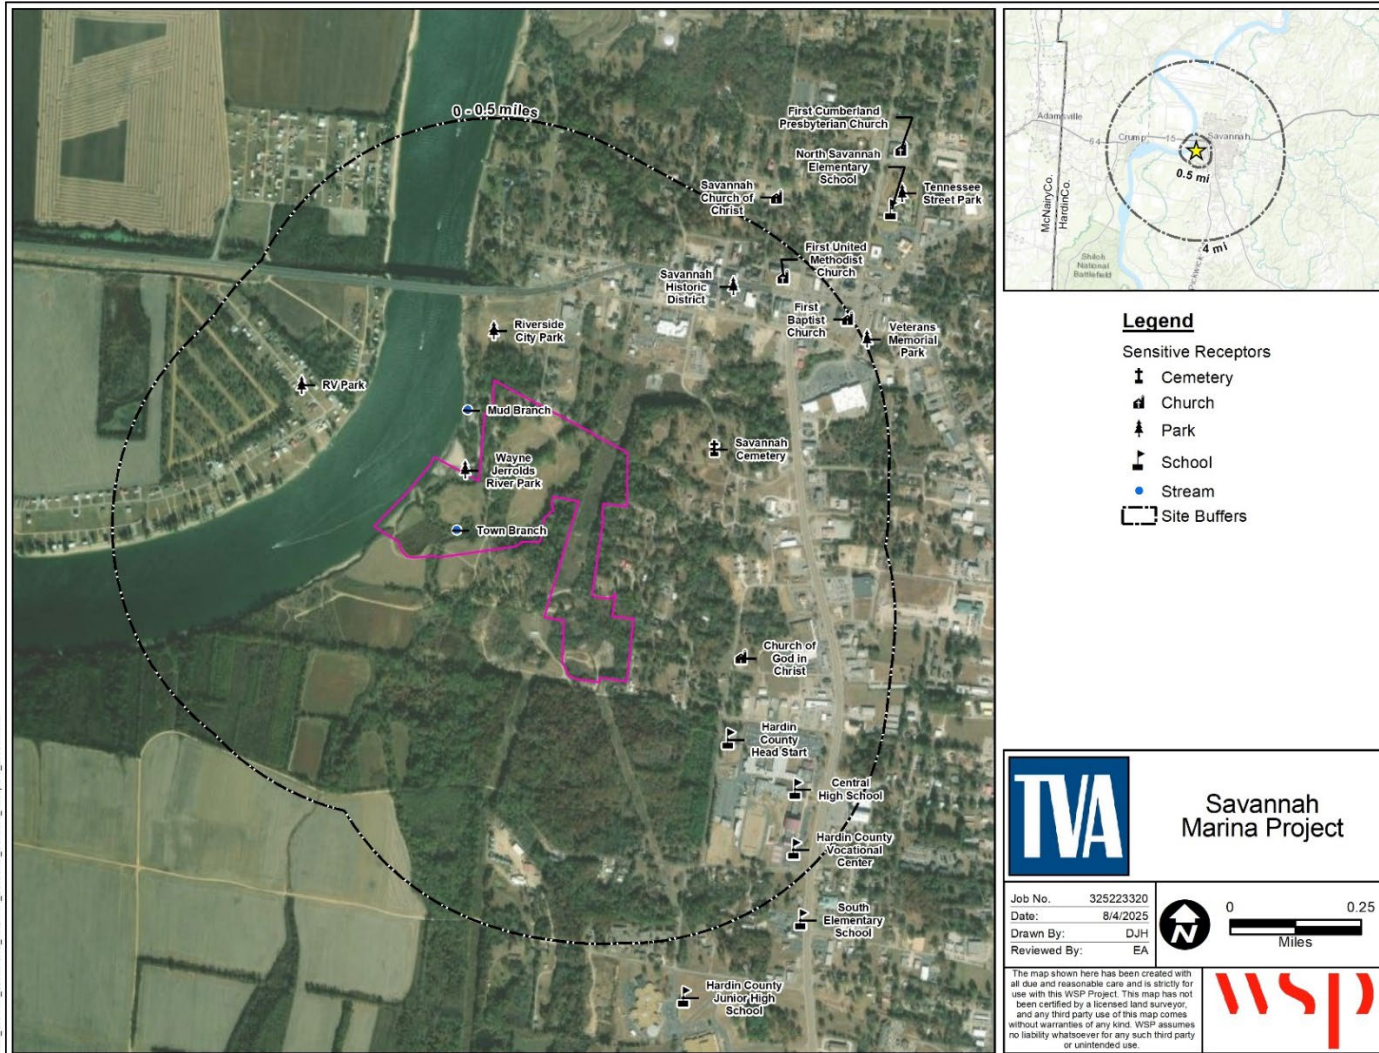 0 - 0.5 miles
First Cumberland
Presbyterian Church
North Savannah
Elementary
School
Savannah
Church of
Christ
Tennessee
Street Park
First United
Methodist
Church
Savannah
Historic
District
First
Baptist
Church
Veterans
Memorial
Park
Riverside
City Park
RV Park
Mud Branch
Wayne
Jerrolds
River Park
Savannah
Cemetery
Town Branch
Church of
God in
Christ
Hardin
County
Head Start
Central
High School
Hardin County
Vocational
Center
South
Elementary
School
Hardin County
Junior High
School
Adamsville
64
Crump
15
Savannah
0.5 mi
4 mi
McNairy Co.
Hardin Co.
Shiloh
National
Battlefield
Legend
Sensitive Receptors
Cemetery
Church
Park
School
Stream
Site Buffers
TVA
Savannah
Marina Project
Job No. 325223320
Date: 8/4/2025
Drawn By: DJH
Reviewed By: EA
N
0 0.25
Miles
The map shown here has been created with
all due and reasonable care and is strictly for
use with this WSP Project. This map has not
been certified by a licensed land surveyor,
and any third party use of this map comes
without warranties of any kind. WSP assumes
no liability whatsoever for any such third party
or unintended use.
wsp